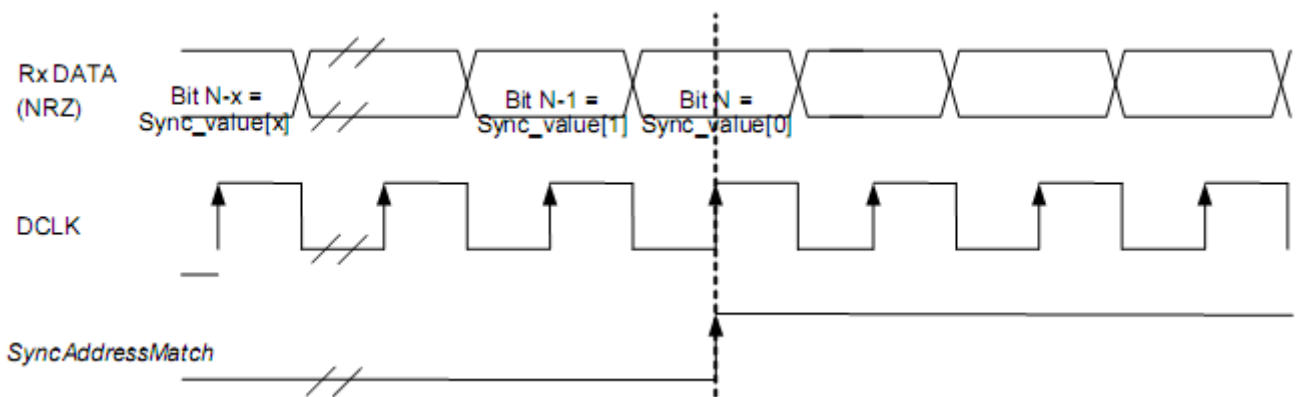 Rx DATA
(NRZ)
Bit N-x =
Sync_value[x]
Bit N-1 =
Sync_value[1]
Bit N =
Sync_value[0]
DCLK
SyncAddressMatch